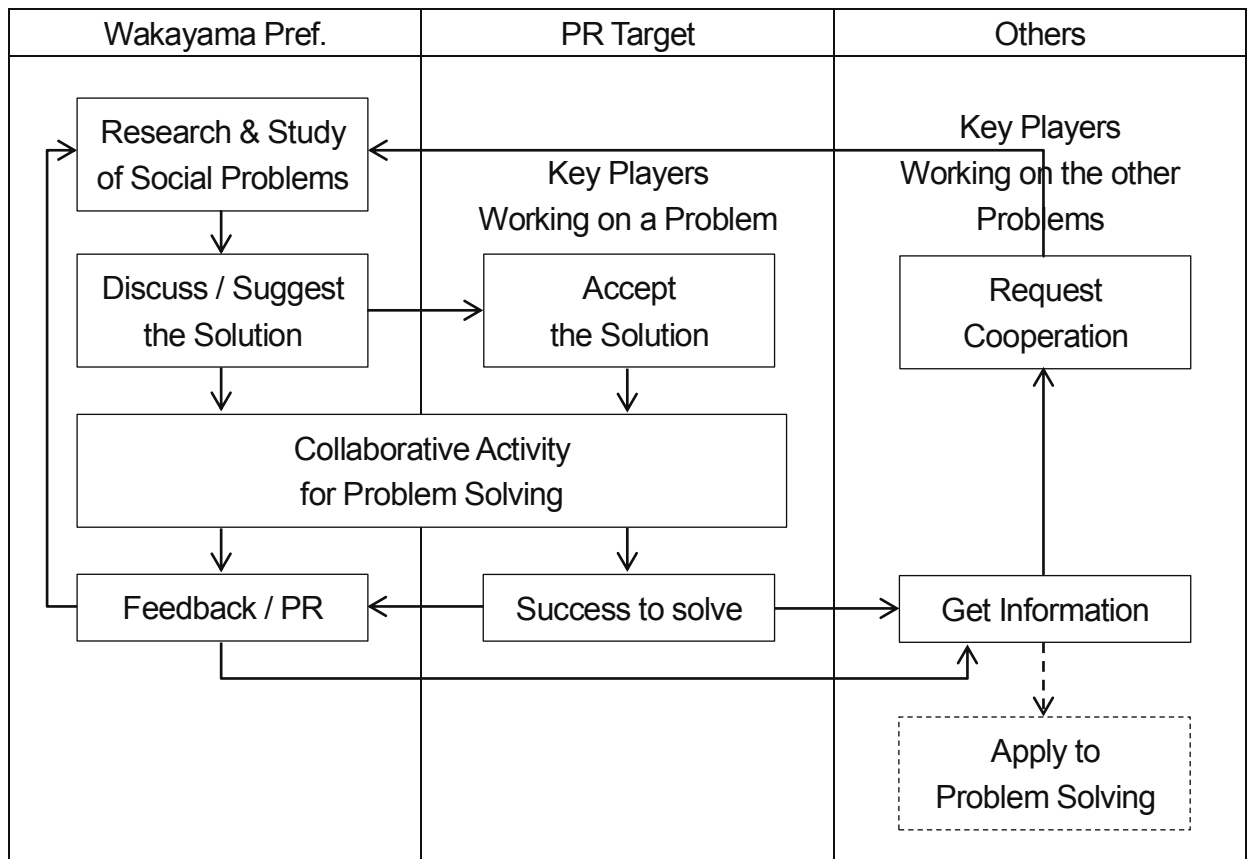 Wakayama Pref.
PR Target
Others
Research & Study
of Social Problems
Key Players
Working on a Problem
Key Players
Working on the other
Problems
Discuss / Suggest
the Solution
Accept
the Solution
Request
Cooperation
Collaborative Activity
for Problem Solving
Feedback / PR
Success to solve
Get Information
Apply to
Problem Solving